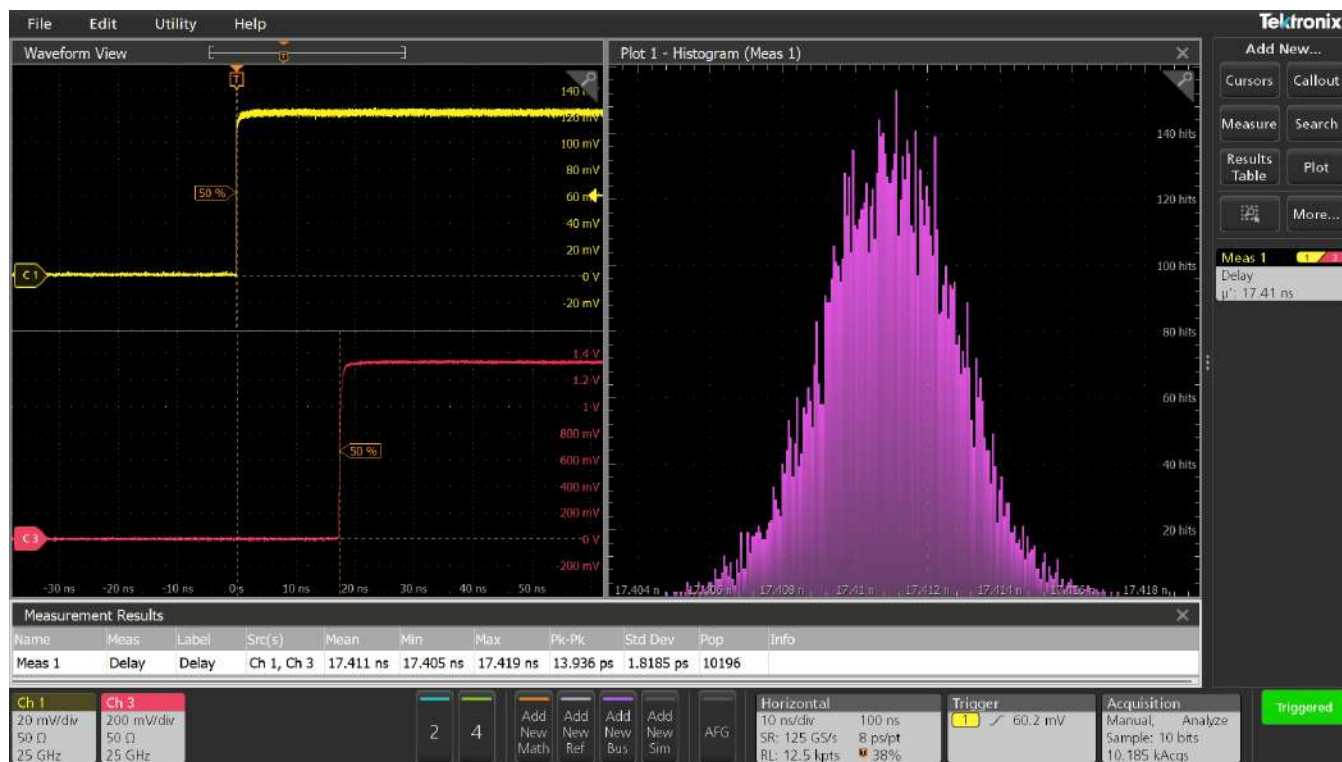 File Edit Utility Help
Tektronix
Waveform View
Plot 1 - Histogram (Meas 1)
Add New...
Cursors Callout
Measure Search
Results Table Plot
More...
Meas 1 1 3
Delay
μ': 17.41 ns
T
T
120 mV
100 mV
80 mV
50 %
60 mV
40 mV
20 mV
C 1
0 V
-20 mV
1.4 V
1.2 V
1 V
800 mV
50 %
600 mV
400 mV
200 mV
C 3
0 V
-200 mV
-30 ns -20 ns -10 ns 0 s 10 ns 20 ns 30 ns 40 ns 50 ns
140 hits
120 hits
100 hits
80 hits
60 hits
40 hits
20 hits
17.404 n 17.406 n 17.408 n 17.41 n 17.412 n 17.414 n 17.416 n 17.418 n
Measurement Results
Name Meas Label Src(s) Mean Min Max Pk-Pk Std Dev Pop Info
Meas 1 Delay Delay Ch 1, Ch 3 17.411 ns 17.405 ns 17.419 ns 13.936 ps 1.8185 ps 10196
Ch 1
20 mV/div
50 Ω
25 GHz
Ch 3
200 mV/div
50 Ω
25 GHz
2
4
Add New Math
Add New Ref
Add New Bus
Add New Sim
AFG
Horizontal
10 ns/div 100 ns
SR: 125 GS/s 8 ps/pt
RL: 12.5 kpts 38%
Trigger
1 60.2 mV
Acquisition
Manual, Analyze
Sample: 10 bits
10.185 kAcqs
Triggered